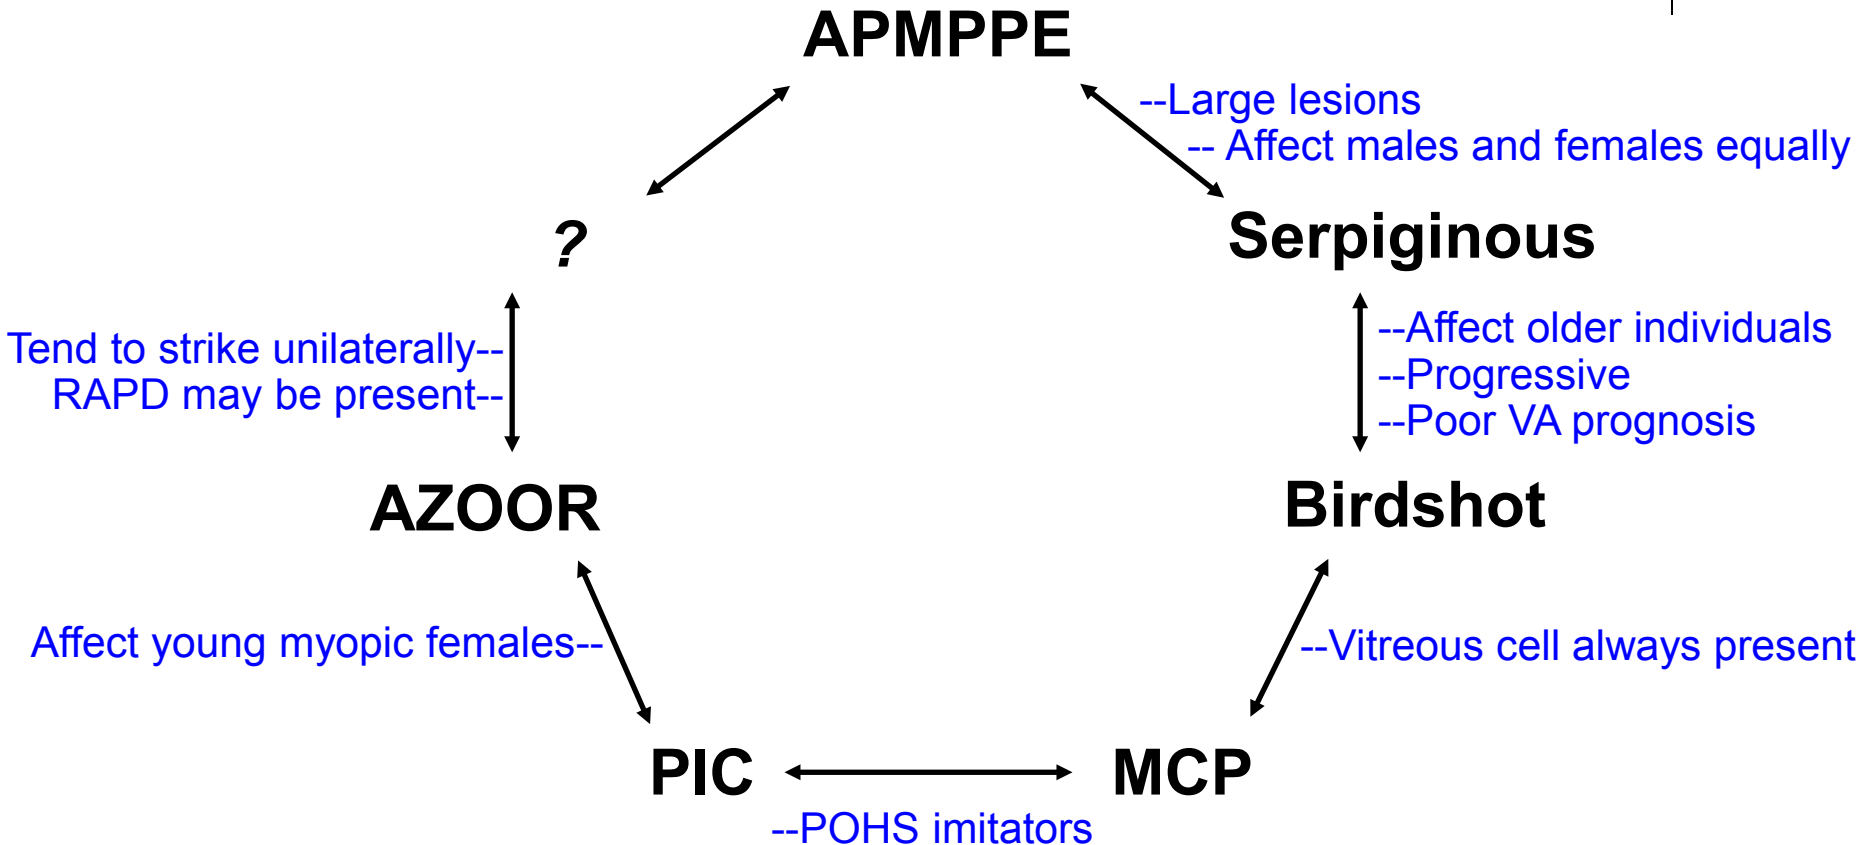 APMPPE
--Large lesions
-- Affect males and females equally
?
Serpiginous
Tend to strike unilaterally--
RAPD may be present--
--Affect older individuals
--Progressive
--Poor VA prognosis
AZOOR
Birdshot
Affect young myopic females--
--Vitreous cell always present
PIC
MCP
--POHS imitators